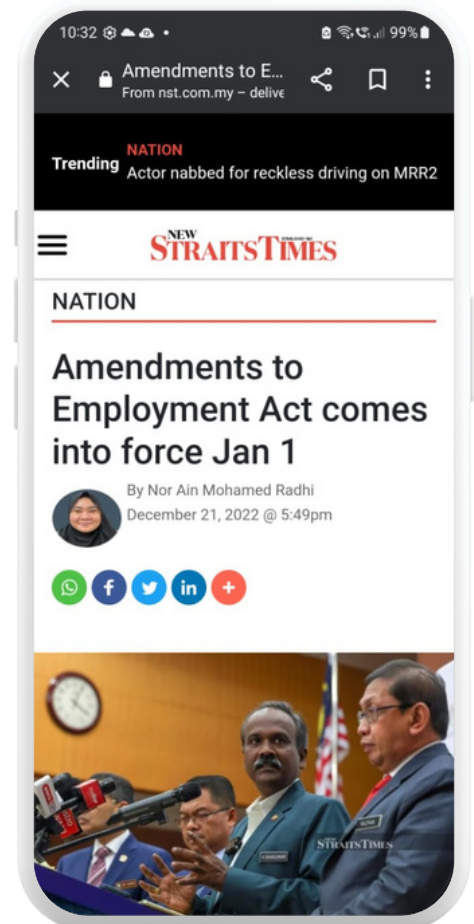 10:32
99%
Amendments to E...
From nst.com.my – delive
Trending
NATION
Actor nabbed for reckless driving on MRR2
NEW
STRAITS TIMES
NATION
Amendments to
Employment Act comes
into force Jan 1
By Nor Ain Mohamed Radhi
December 21, 2022 @ 5:49pm
f
in
+
NEW
STRAITS TIMES